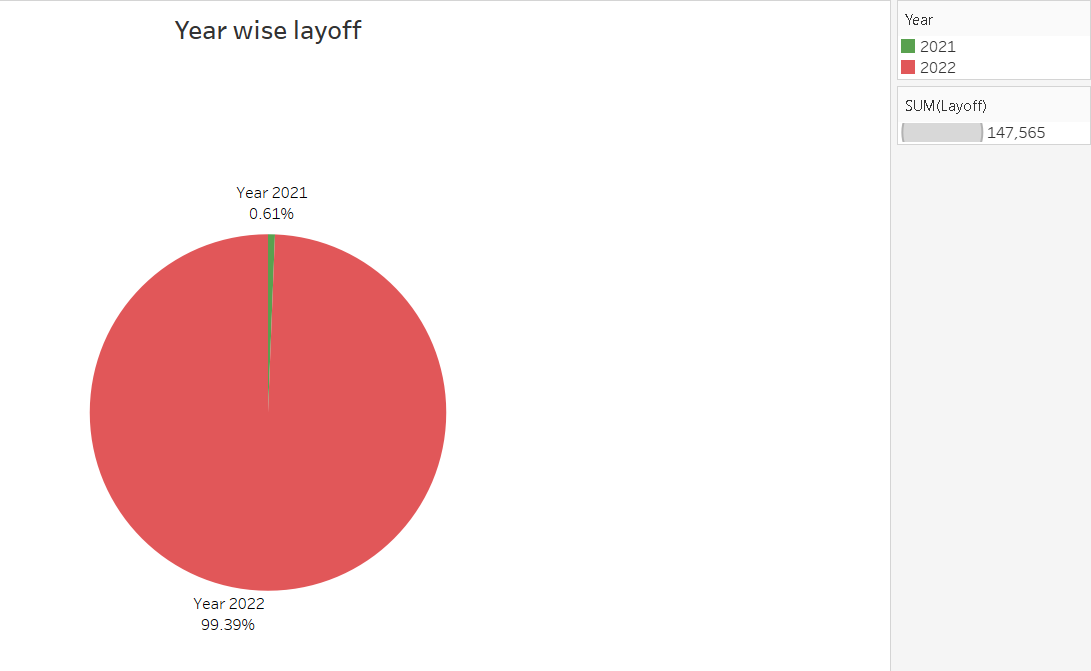 Year wise layoff
Year 2021
0.61%
Year 2022
99.39%
Year
2021
2022
SUM(Layoff)
147,565